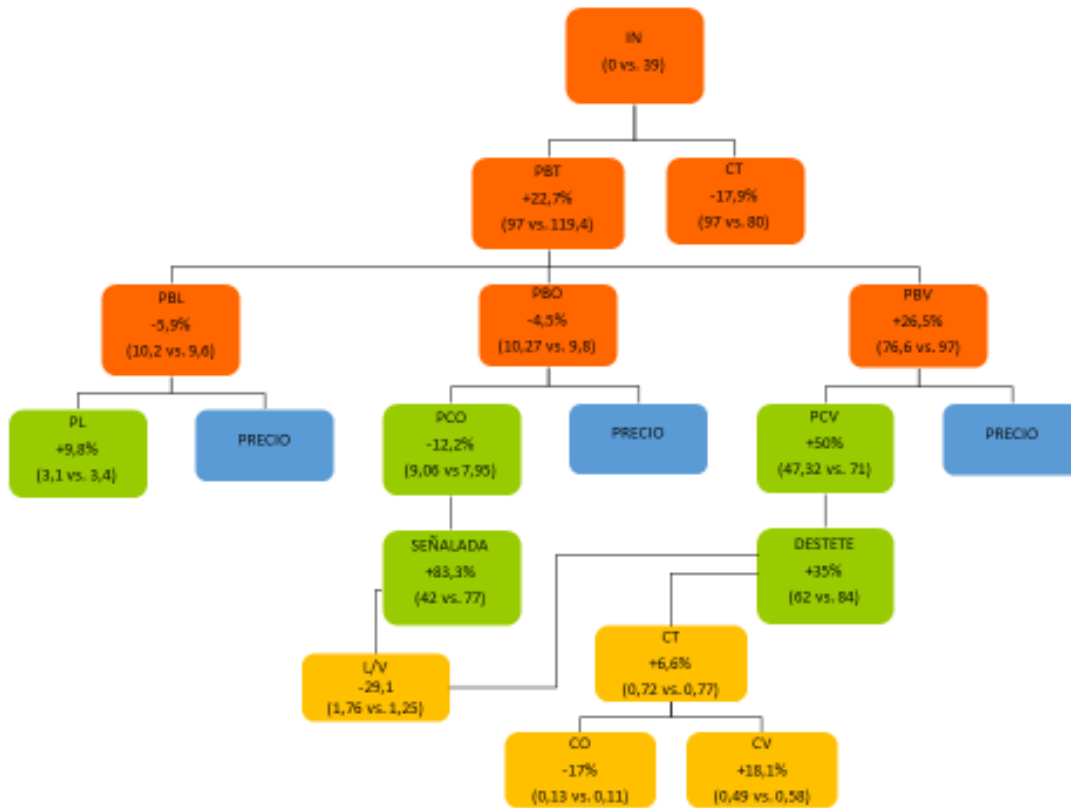 IN
(0 vs. 39)
PBT
+22,7%
(97 vs. 119,4)
CT
-17,9%
(97 vs. 80)
PBL
-5,9%
(10,2 vs. 9,6)
PBO
-4,5%
(10,27 vs. 9,8)
PBV
+26,5%
(76,6 vs. 97)
PL
+9,8%
(3,1 vs. 3,4)
PRECIO
PCO
-12,2%
(9,06 vs 7,95)
PRECIO
PCV
+50%
(47,32 vs. 71)
PRECIO
SEÑALADA
+83,3%
(42 vs. 77)
DESTETE
+35%
(62 vs. 84)
L/V
-29,1
(1,76 vs. 1,25)
CT
+6,6%
(0,72 vs. 0,77)
CO
-17%
(0,13 vs. 0,11)
CV
+18,1%
(0,49 vs. 0,58)